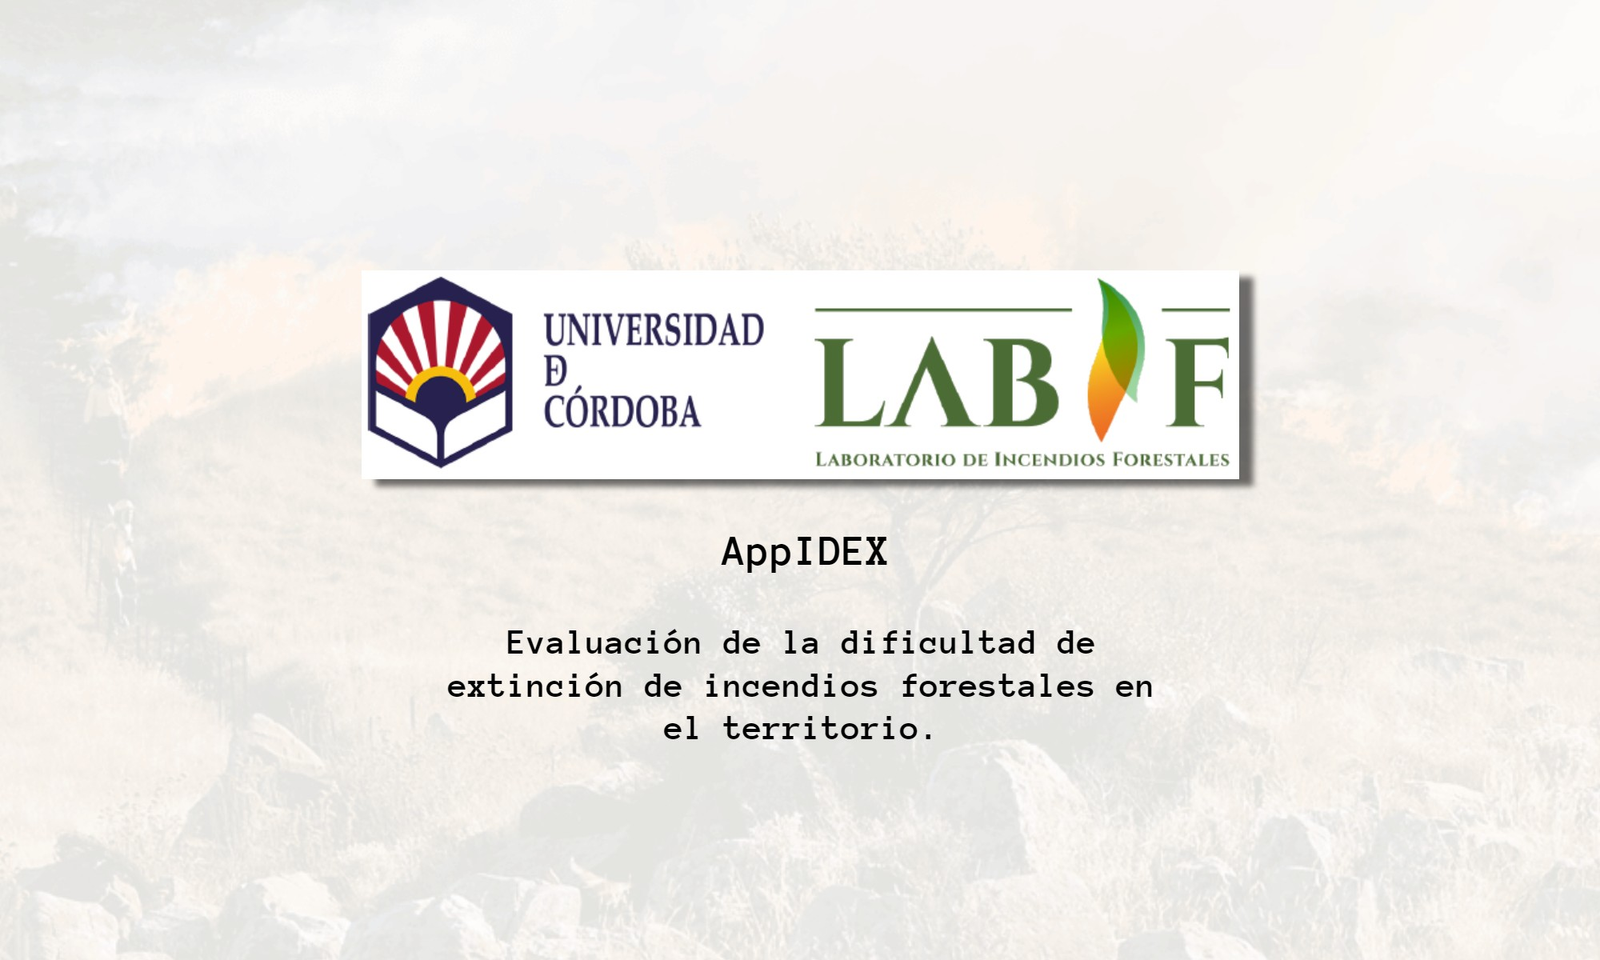 UNIVERSIDAD
D
CÓRDOBA
LAB F
LABORATORIO DE INCENDIOS FORESTALES
AppIDEX
Evaluación de la dificultad de
extinción de incendios forestales en
el territorio.